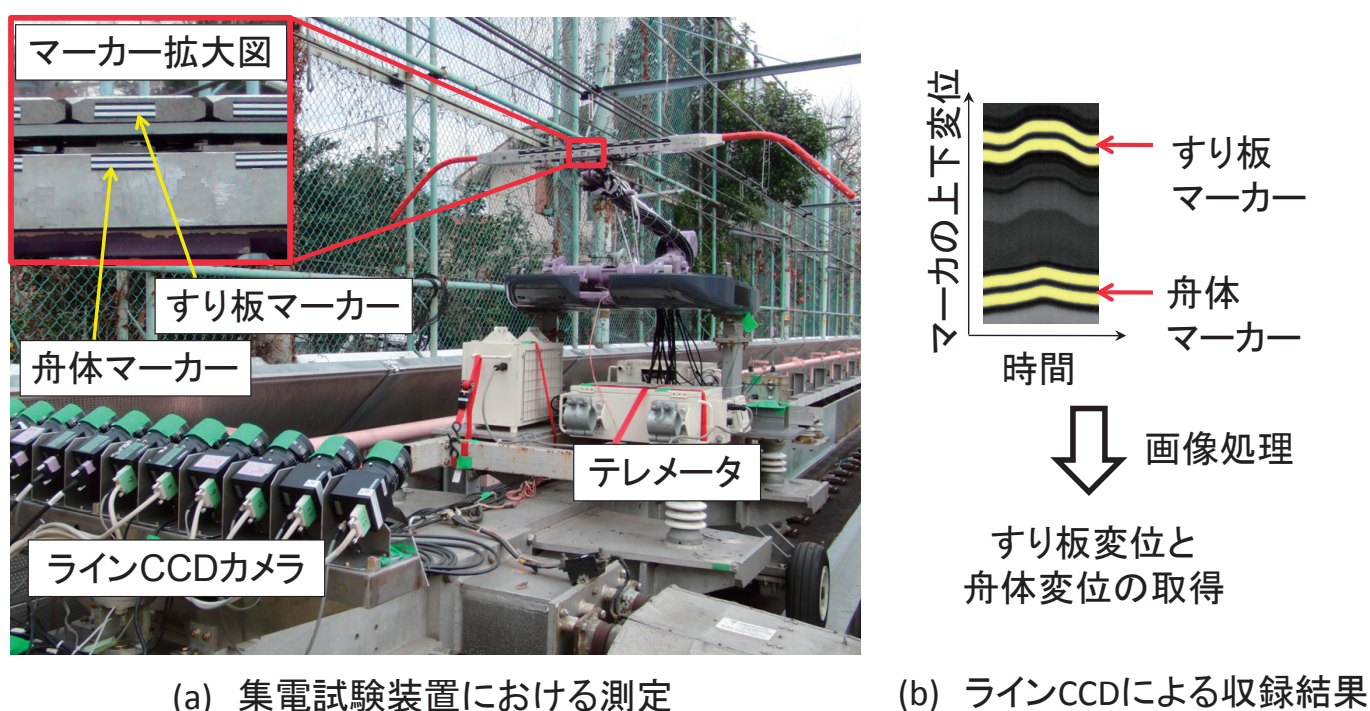 マーカー拡大図
すり板マーカー
舟体マーカー
テレメータ
ラインCCDカメラ
(a) 集電試験装置における測定
マーカの上下変位
すり板
マーカー
舟体
マーカー
時間
画像処理
すり板変位と
舟体変位の取得
(b) ラインCCDによる収録結果